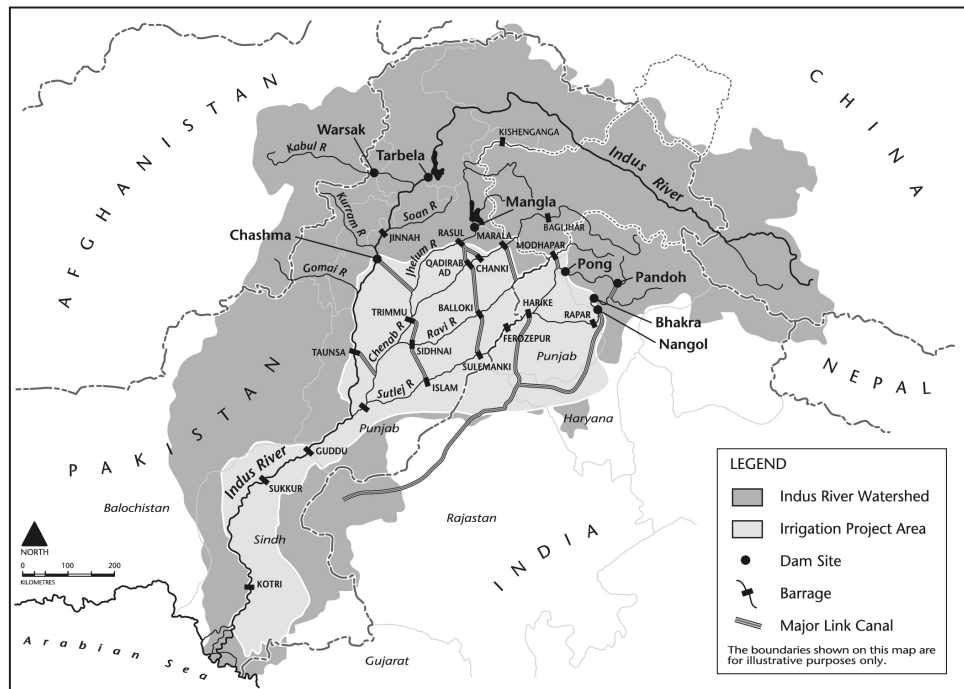 AFGHANISTAN
CHINA
Warsak
Kabul R
Tarbela
KISHENGANGA
Indus
River
Kurram R
Soan R
Mangla
JINNAH
Chashma
Jhelum R
RASUL
MARALA
BAGLIHAR
MODHAPAR
QADIRAB
AD
CHANKI
Gomal R
Pong
Pandoh
TRIMMU
Chenab R
BALLOKI
HARIKE
RAPAR
Bhakra
Nangol
Ravi R
FEROZEPUR
TAUNSA
SIDHNAI
Punjab
SULEMANKI
NEPAL
Sutlej R
ISLAM
Punjab
Haryana
PAKISTAN
GUDDU
Indus River
SUKKUR
Balochistan
Rajastan
INDIA
Sindh
NORTH
0 100 200
KILOMETRES
KOTRI
Arabian Sea
Gujarat
LEGEND
Indus River Watershed
Irrigation Project Area
Dam Site
Barrage
Major Link Canal
The boundaries shown on this map are
for illustrative purposes only.